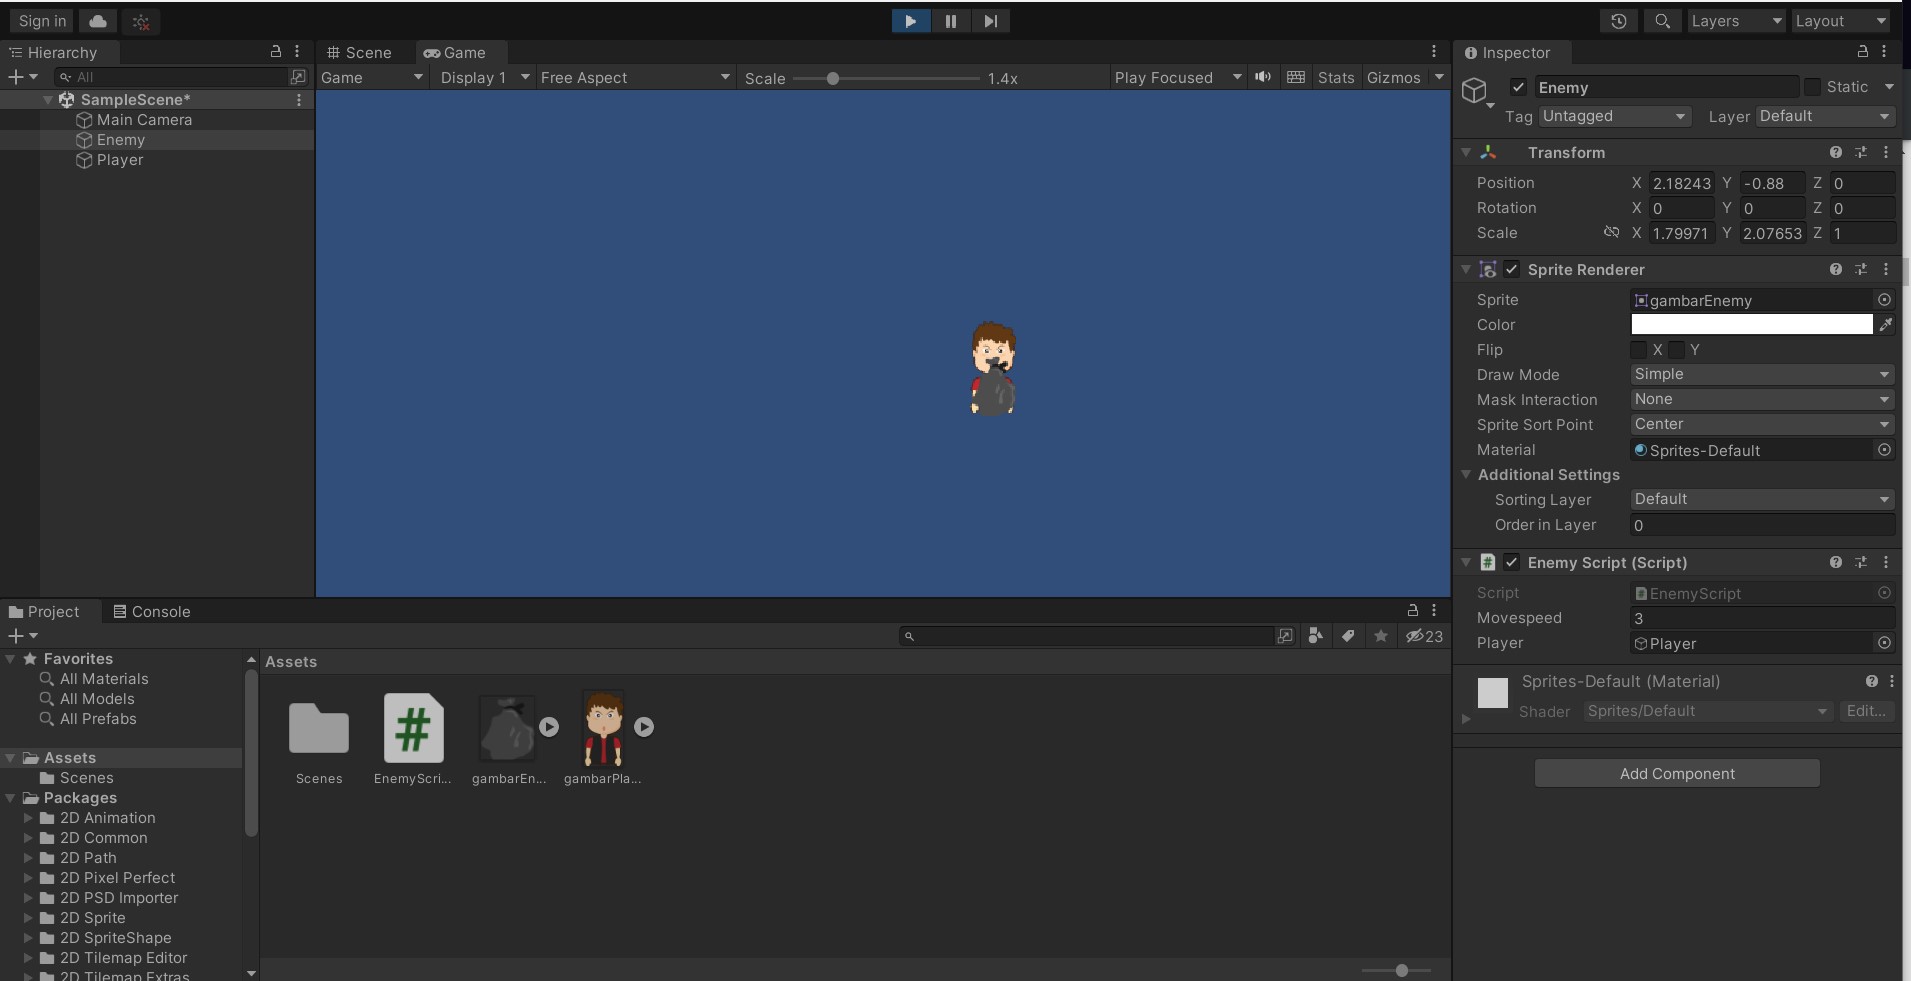 Sign in
Layers
Layout
Hierarchy
Scene
Game
Inspector
All
Game
Display 1
Free Aspect
Scale
1.4x
Play Focused
Stats
Gizmos
SampleScene*
Main Camera
Enemy
Player
Enemy
Static
Tag Untagged
Layer Default
Transform
Position X 2.18243 Y -0.88 Z 0
Rotation X 0 Y 0 Z 0
Scale X 1.79971 Y 2.07653 Z 1
Sprite Renderer
Sprite gambarEnemy
Color
Flip X Y
Draw Mode Simple
Mask Interaction None
Sprite Sort Point Center
Material Sprites-Default
Additional Settings
Sorting Layer Default
Order in Layer 0
# Enemy Script (Script)
Script # EnemyScript
Movespeed 3
Player Player
Sprites-Default (Material)
Shader Sprites/Default Edit...
Add Component
Project
Console
23
Favorites
All Materials
All Models
All Prefabs
Assets
Scenes
Packages
2D Animation
2D Common
2D Path
2D Pixel Perfect
2D PSD Importer
2D Sprite
2D SpriteShape
2D Tilemap Editor
2D Tilemap Extras
Assets
#
Scenes
EnemyScri...
gambarEn...
gambarPla...